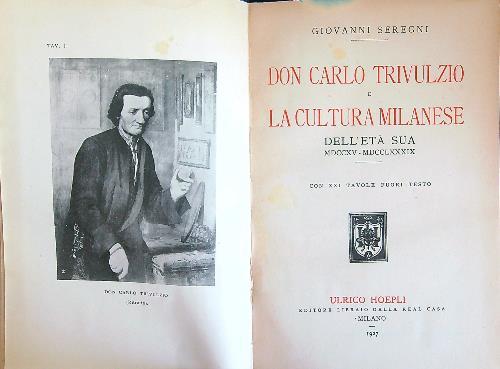 TAV. I
DON CARLO TRIVULZIO
GIOVANNI SEREGNI
DON CARLO TRIVULZIO
E
LA CULTURA MILANESE
DELL'ETÀ SUA
MDCCXV - MDCCLXXXIX
CON XXI TAVOLE FUORI TESTO
ULRICO HOEPLI
EDITORE LIBRAIO DELLA REAL CASA
MILANO
1927